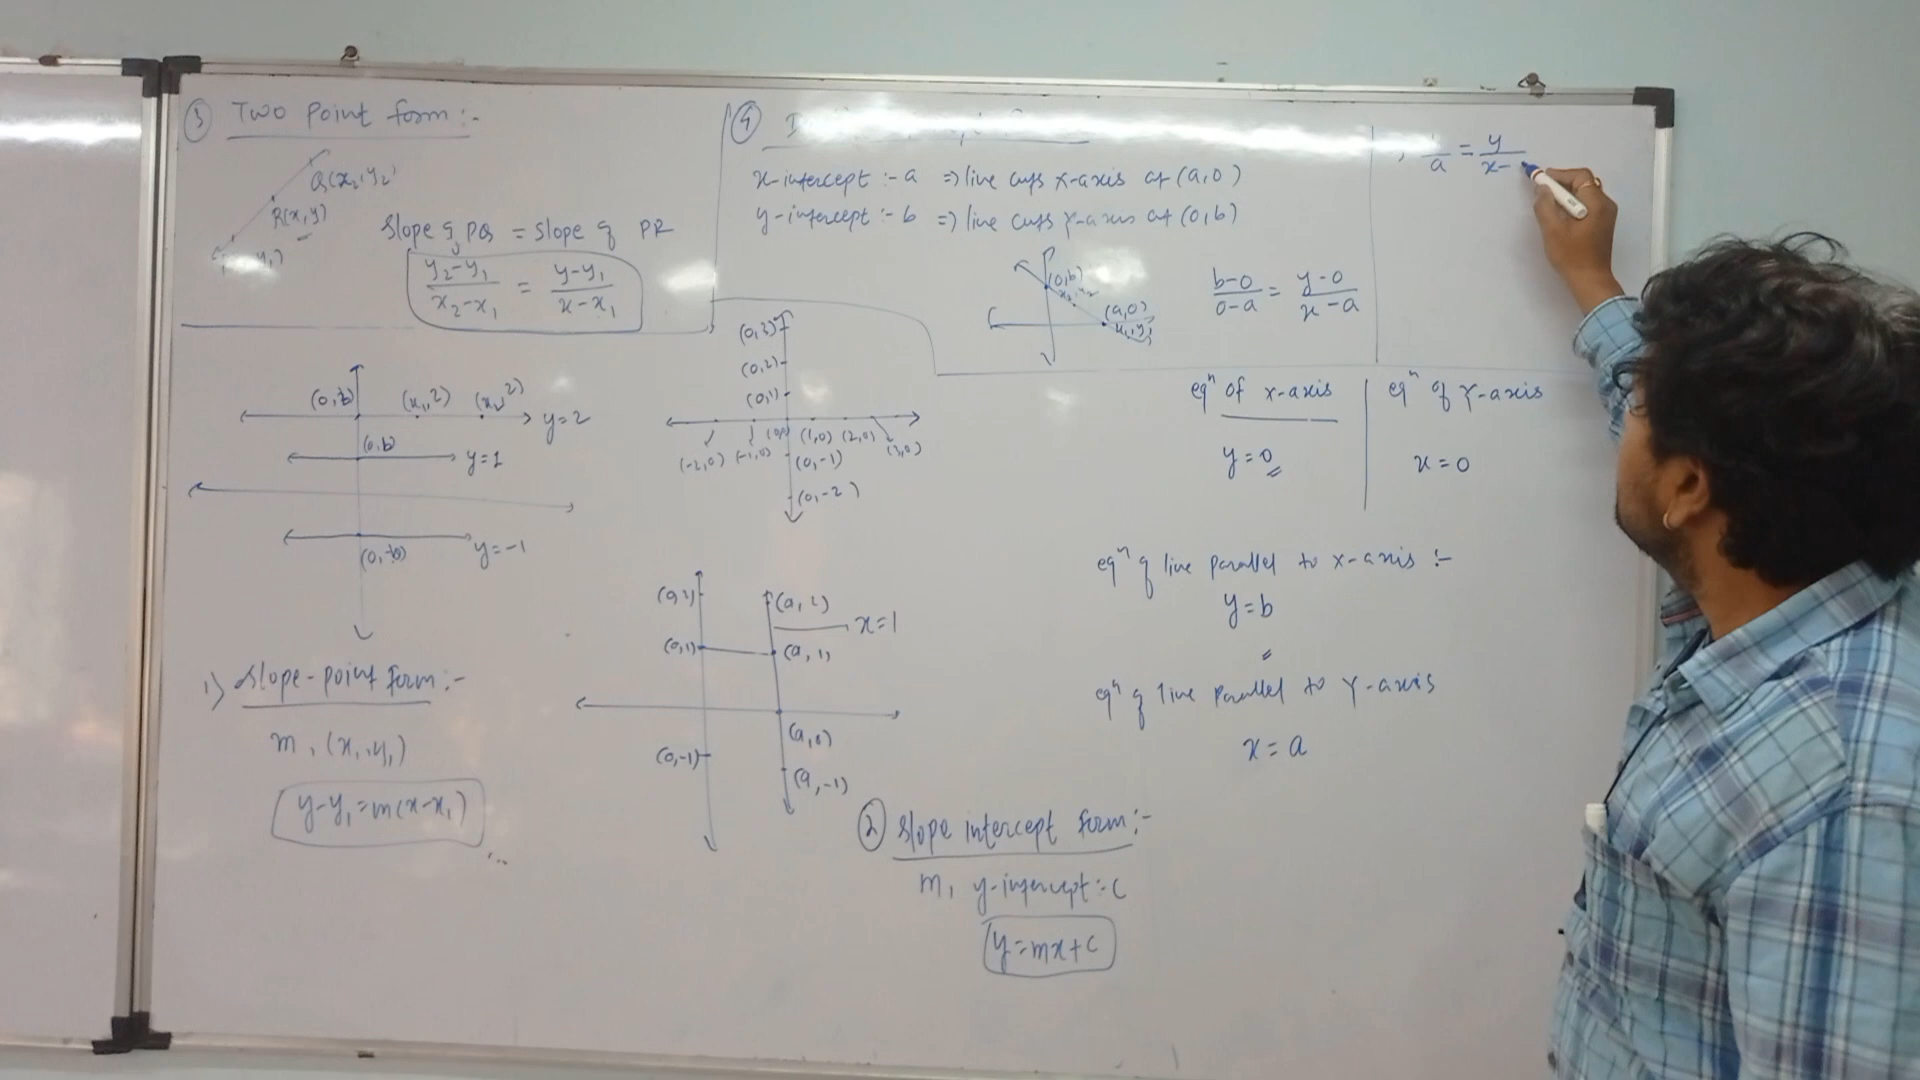 ③ Two point form :-
Q(x₂, y₂)
R(x, y)
y₁)
Slope of PQ = Slope of PR
(y₂-y₁)/(x₂-x₁) = (y-y₁)/(x-x₁)
④
x-intercept :- a ⇒ line cuts x-axis at (a,0)
y-intercept :- b ⇒ line cuts Y-axis at (0,b)
(0,b)
(a,0)
x₁,y₁
(b-0)/(0-a) = (y-0)/(x-a)
a = y/(x-
(0,b) (x₁,2) (x₂,2) y=2
(0,b) y=1
(0,-b) y=-1
(0,3)
(0,2)
(0,1)
(-2,0) (-1,0) (0,0) (1,0) (2,0) (3,0)
(0,-1)
(0,-2)
eqⁿ of x-axis
y=0
eqⁿ of Y-axis
x=0
eqⁿ of line parallel to x-axis :-
y=b
eqⁿ of line parallel to Y-axis
x=a
(a,2)
x=1
(0,1) (a,1)
(a,0)
(0,-1) (a,-1)
1) Slope-point form :-
m, (x₁,y₁)
y-y₁=m(x-x₁)
② Slope intercept form :-
m, y-intercept :- c
y=mx+c